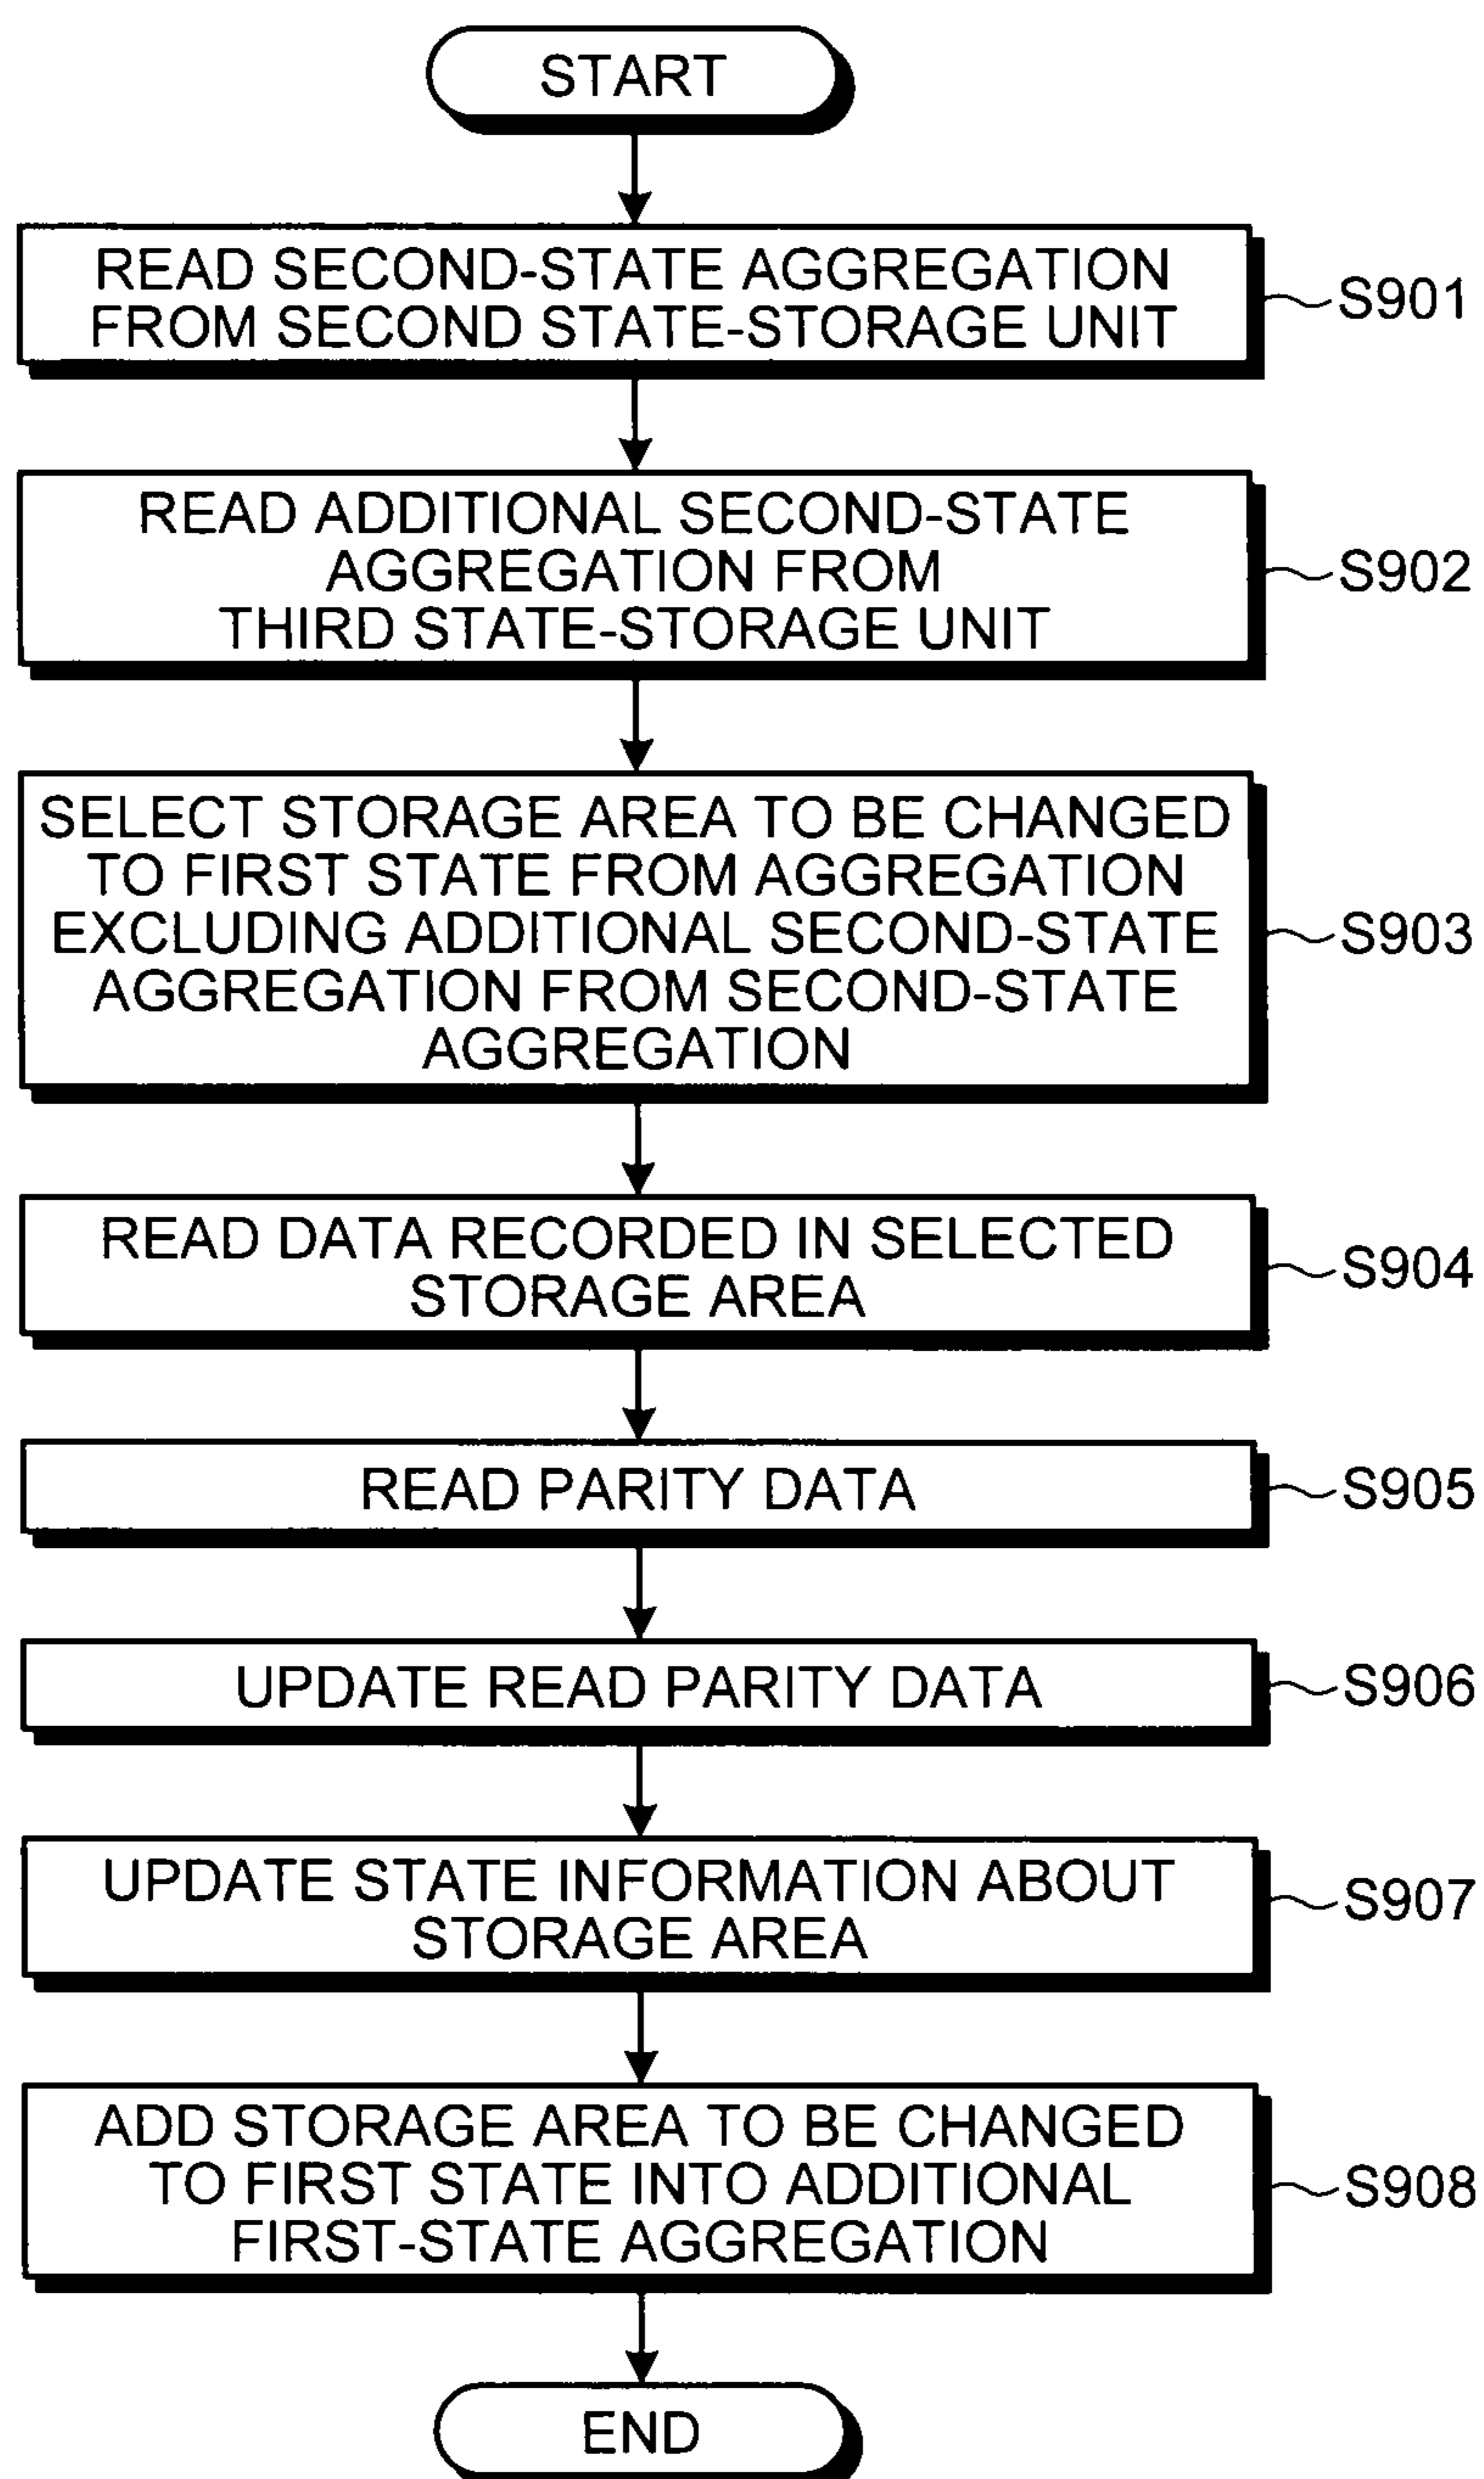 START
READ SECOND-STATE AGGREGATION
FROM SECOND STATE-STORAGE UNIT
S901
READ ADDITIONAL SECOND-STATE
AGGREGATION FROM
THIRD STATE-STORAGE UNIT
S902
SELECT STORAGE AREA TO BE CHANGED
TO FIRST STATE FROM AGGREGATION
EXCLUDING ADDITIONAL SECOND-STATE
AGGREGATION FROM SECOND-STATE
AGGREGATION
S903
READ DATA RECORDED IN SELECTED
STORAGE AREA
S904
READ PARITY DATA
S905
UPDATE READ PARITY DATA
S906
UPDATE STATE INFORMATION ABOUT
STORAGE AREA
S907
ADD STORAGE AREA TO BE CHANGED
TO FIRST STATE INTO ADDITIONAL
FIRST-STATE AGGREGATION
S908
END